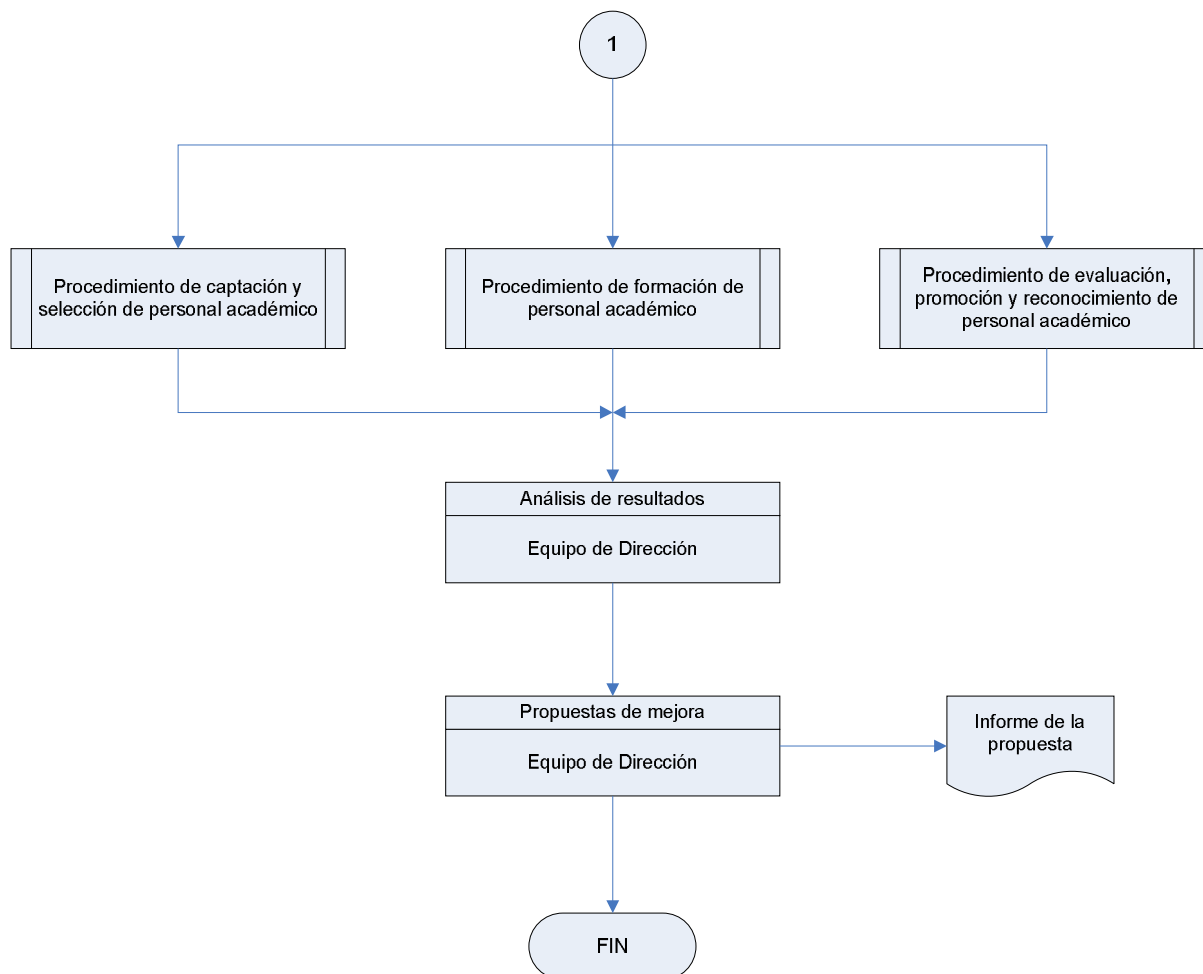 1
Procedimiento de captación y
selección de personal académico
Procedimiento de formación de
personal académico
Procedimiento de evaluación,
promoción y reconocimiento de
personal académico
Análisis de resultados
Equipo de Dirección
Propuestas de mejora
Equipo de Dirección
Informe de la
propuesta
FIN